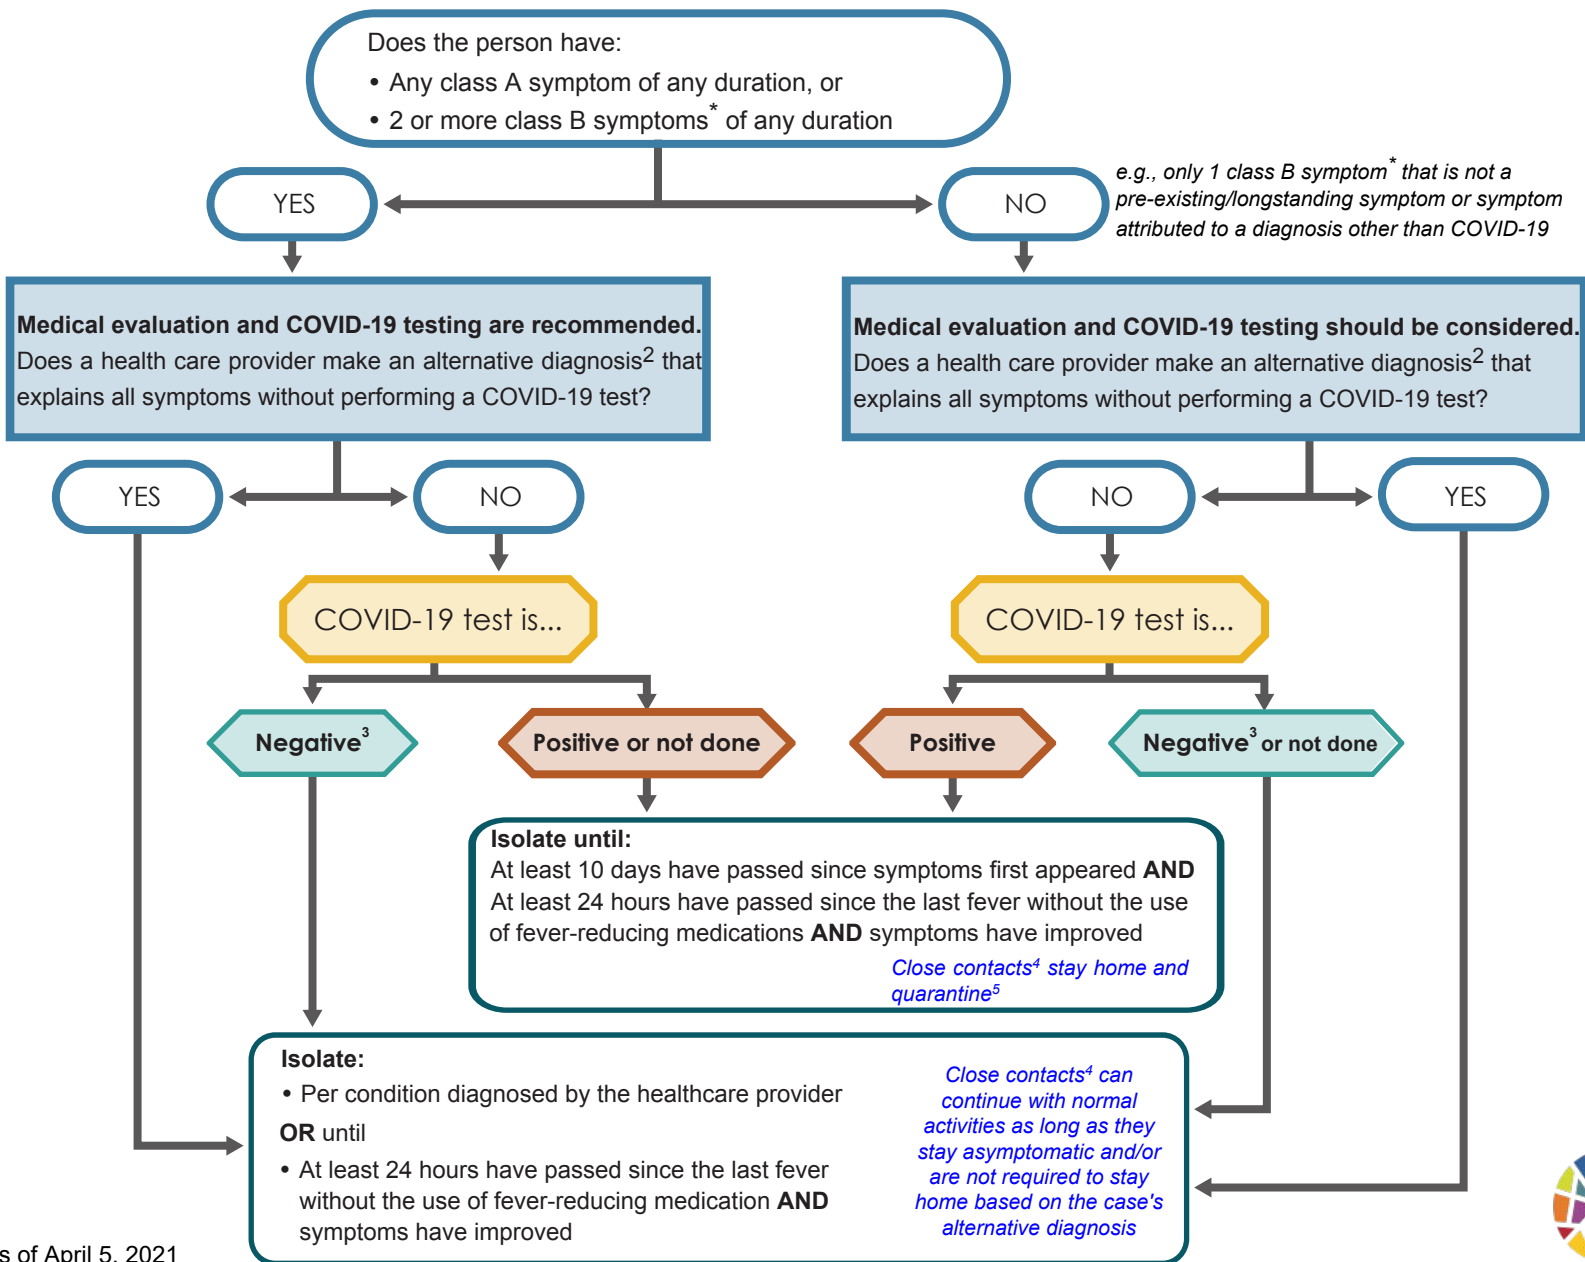 Does the person have:
• Any class A symptom of any duration, or
• 2 or more class B symptoms* of any duration
YES
NO
e.g., only 1 class B symptom* that is not a
pre-existing/longstanding symptom or symptom
attributed to a diagnosis other than COVID-19
Medical evaluation and COVID-19 testing are recommended.
Does a health care provider make an alternative diagnosis2 that
explains all symptoms without performing a COVID-19 test?
Medical evaluation and COVID-19 testing should be considered.
Does a health care provider make an alternative diagnosis2 that
explains all symptoms without performing a COVID-19 test?
YES
NO
NO
YES
COVID-19 test is...
COVID-19 test is...
Negative3
Positive or not done
Positive
Negative3 or not done
Isolate until:
At least 10 days have passed since symptoms first appeared AND
At least 24 hours have passed since the last fever without the use
of fever-reducing medications AND symptoms have improved
Close contacts4 stay home and
quarantine5
Isolate:
• Per condition diagnosed by the healthcare provider
OR until
• At least 24 hours have passed since the last fever
without the use of fever-reducing medication AND
symptoms have improved
Close contacts4 can
continue with normal
activities as long as they
stay asymptomatic and/or
are not required to stay
home based on the case's
alternative diagnosis
s of April 5, 2021